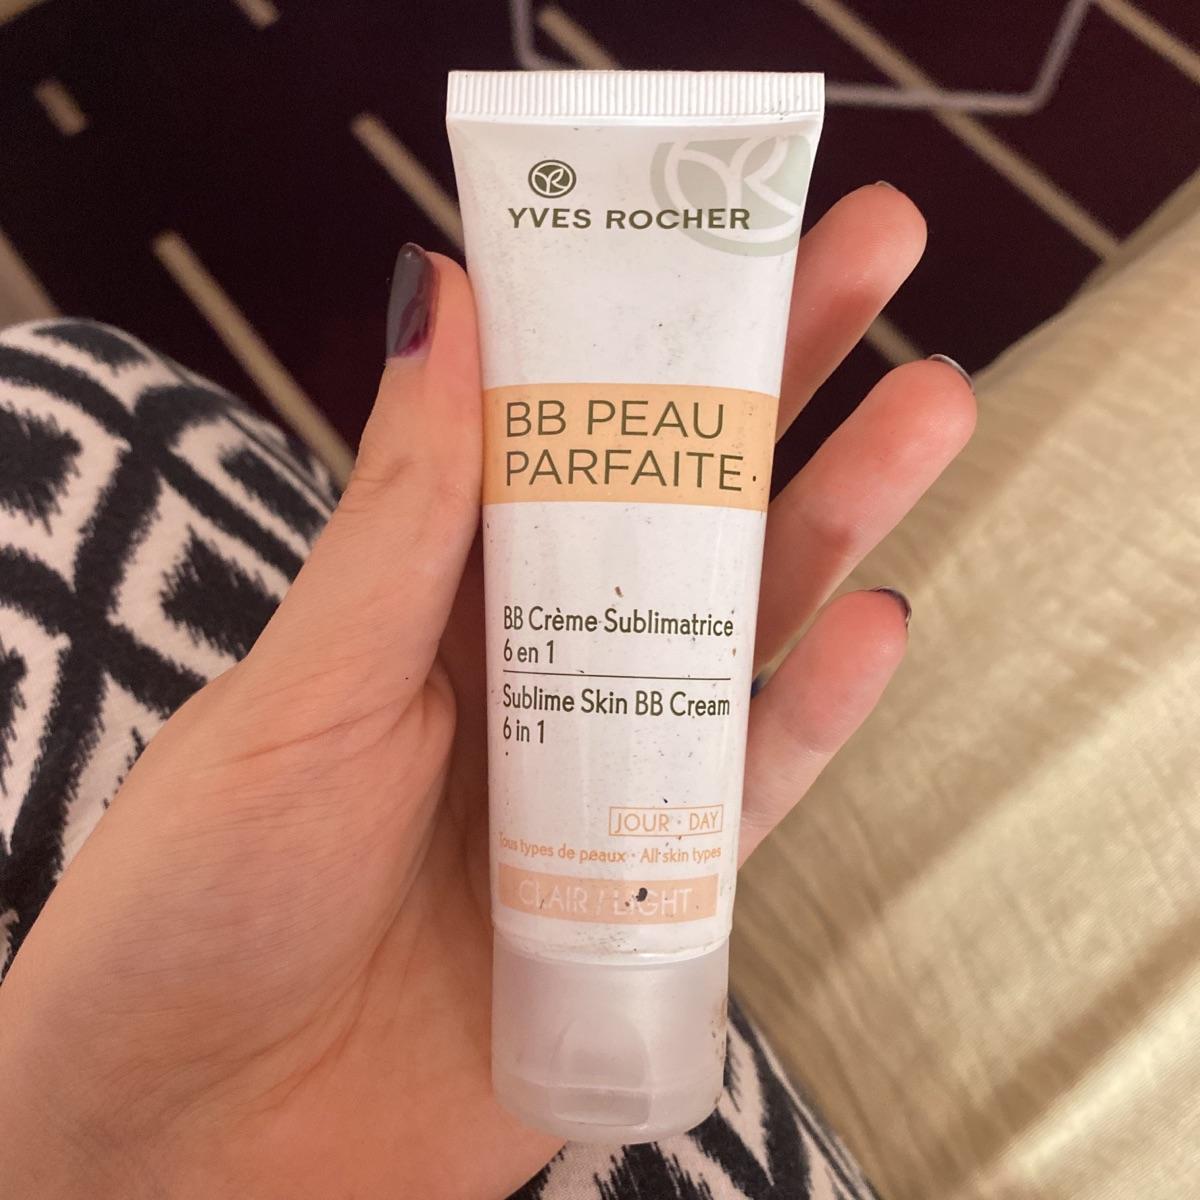 YVES ROCHER
BB PEAU
PARFAITE
BB Crème Sublimatrice
6 en 1
Sublime Skin BB Cream
6 in 1
JOUR · DAY
Tous types de peaux · All skin types
CLAIR / LIGHT